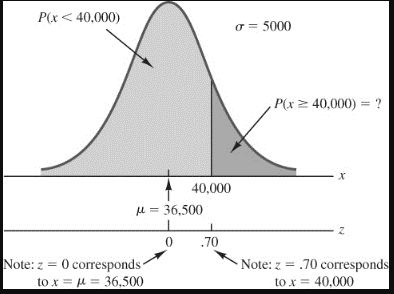 P(x < 40,000)
σ = 5000
P(x ≥ 40,000) = ?
x
40,000
μ = 36,500
z
0 .70
Note: z = 0 corresponds
to x = μ = 36,500
Note: z = .70 corresponds
to x = 40,000